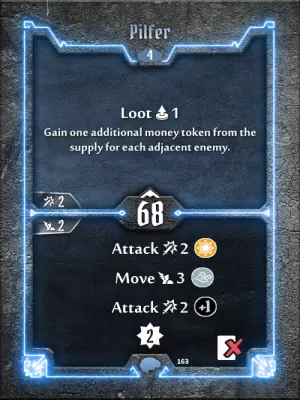 Pilfer
4
Loot 1
Gain one additional money token from the
supply for each adjacent enemy.
2
68
2
Attack 2
Move 3
Attack 2 +1
2
163